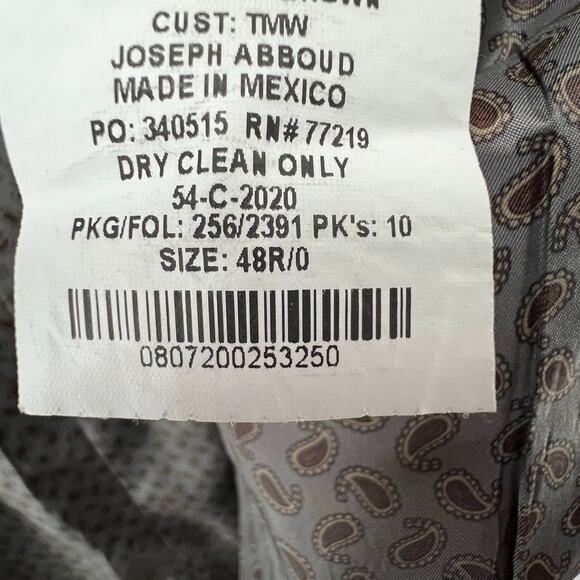 CUST: TMW
JOSEPH ABBOUD
MADE IN MEXICO
PO: 340515 RN# 77219
DRY CLEAN ONLY
54-C-2020
PKG/FOL: 256/2391 PK's: 10
SIZE: 48R/0
0807200253250